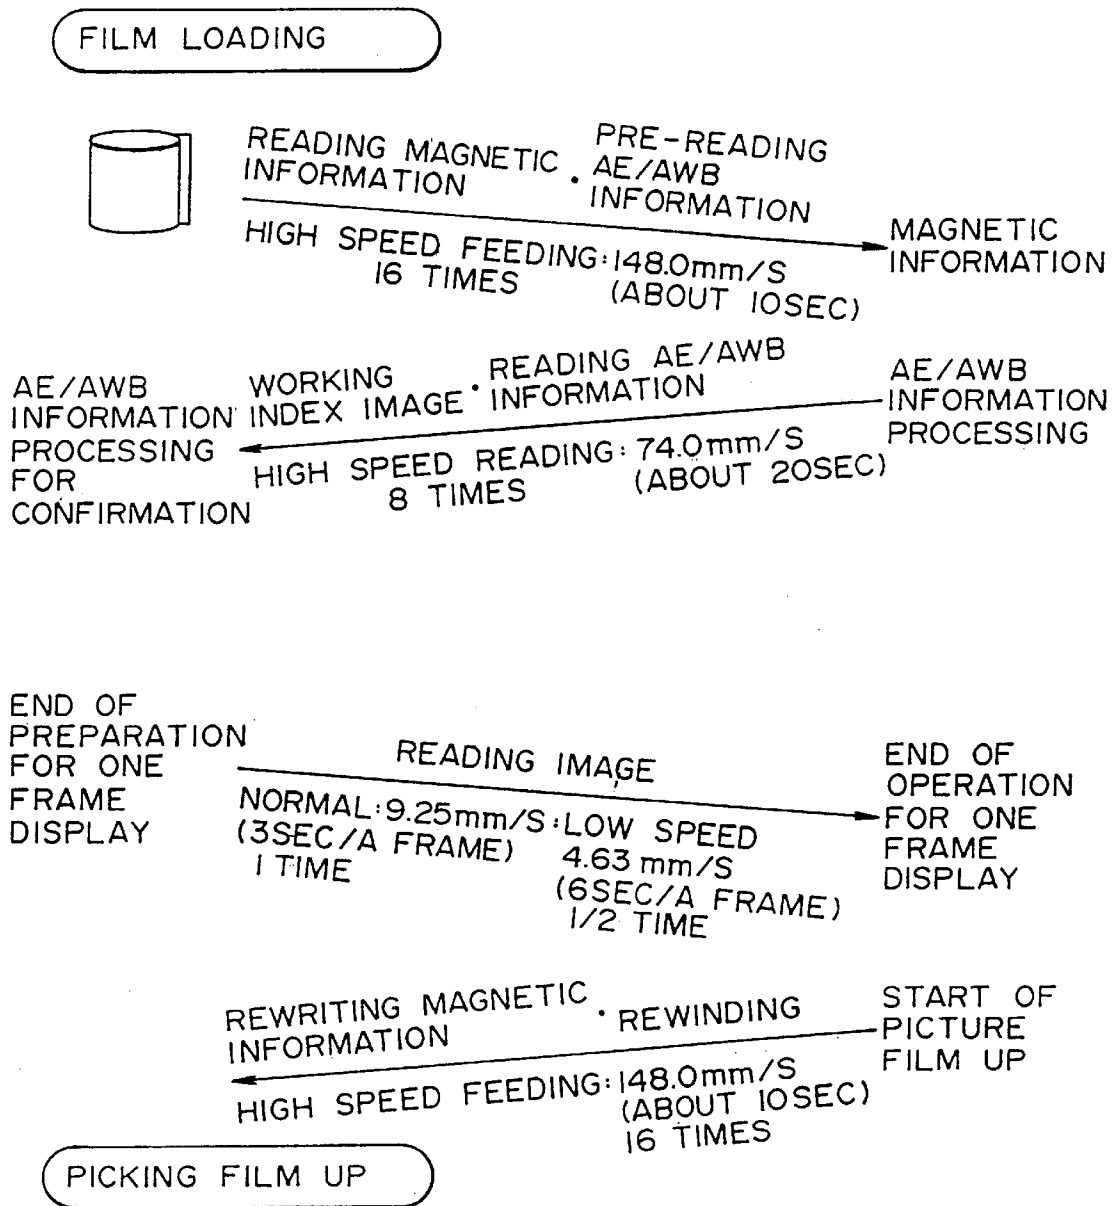 FILM LOADING
READING MAGNETIC
INFORMATION
·
PRE-READING
AE/AWB
INFORMATION
HIGH SPEED FEEDING:148.0mm/S
16 TIMES
(ABOUT 10SEC)
MAGNETIC
INFORMATION
AE/AWB
INFORMATION
PROCESSING
FOR
CONFIRMATION
WORKING
INDEX IMAGE
·
READING AE/AWB
INFORMATION
HIGH SPEED READING:74.0mm/S
8 TIMES
(ABOUT 20SEC)
AE/AWB
INFORMATION
PROCESSING
END OF
PREPARATION
FOR ONE
FRAME
DISPLAY
READING IMAGE
NORMAL:9.25mm/S:LOW SPEED
(3SEC/A FRAME)
1 TIME
4.63mm/S
(6SEC/A FRAME)
1/2 TIME
END OF
OPERATION
FOR ONE
FRAME
DISPLAY
REWRITING MAGNETIC
INFORMATION
·
REWINDING
HIGH SPEED FEEDING:148.0mm/S
(ABOUT 10SEC)
16 TIMES
START OF
PICTURE
FILM UP
PICKING FILM UP